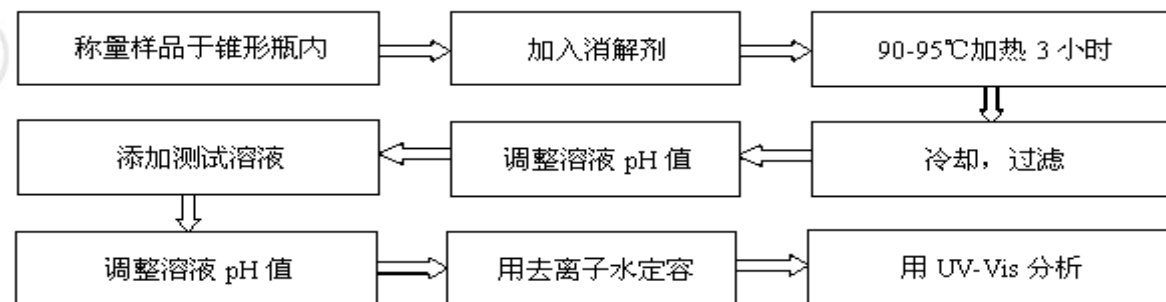 称量样品于锥形瓶内
加入消解剂
90-95℃加热 3 小时
冷却，过滤
调整溶液 pH 值
添加测试溶液
调整溶液 pH 值
用去离子水定容
用 UV-Vis 分析